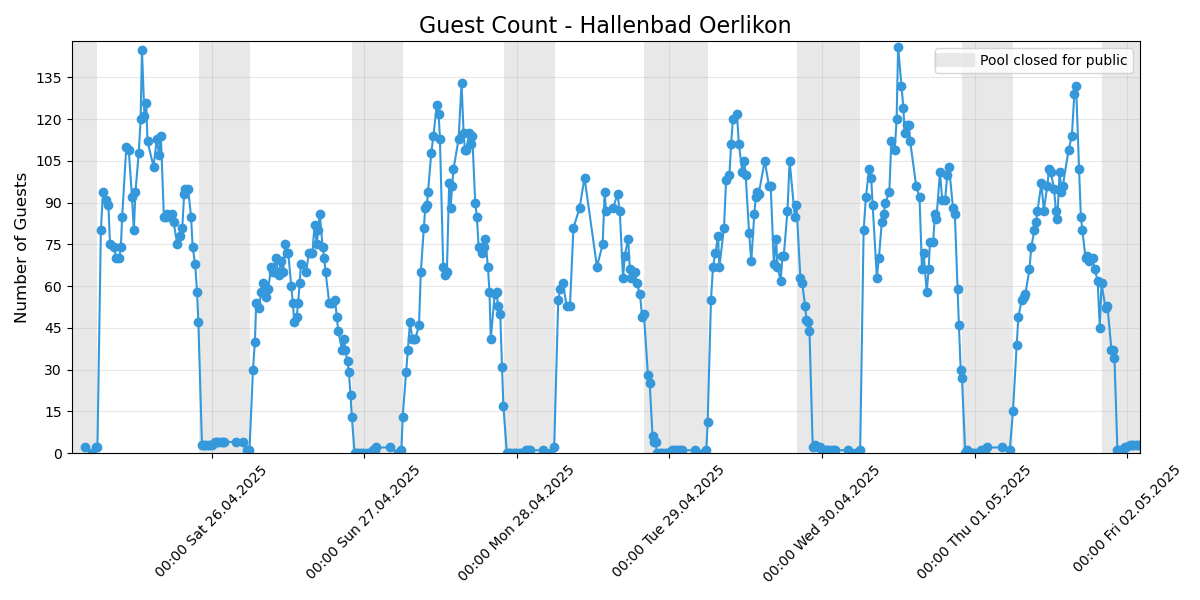 Guest Count - Hallenbad Oerlikon
Pool closed for public
Number of Guests
135
120
105
90
75
60
45
30
15
0
00:00 Sat 26.04.2025
00:00 Sun 27.04.2025
00:00 Mon 28.04.2025
00:00 Tue 29.04.2025
00:00 Wed 30.04.2025
00:00 Thu 01.05.2025
00:00 Fri 02.05.2025